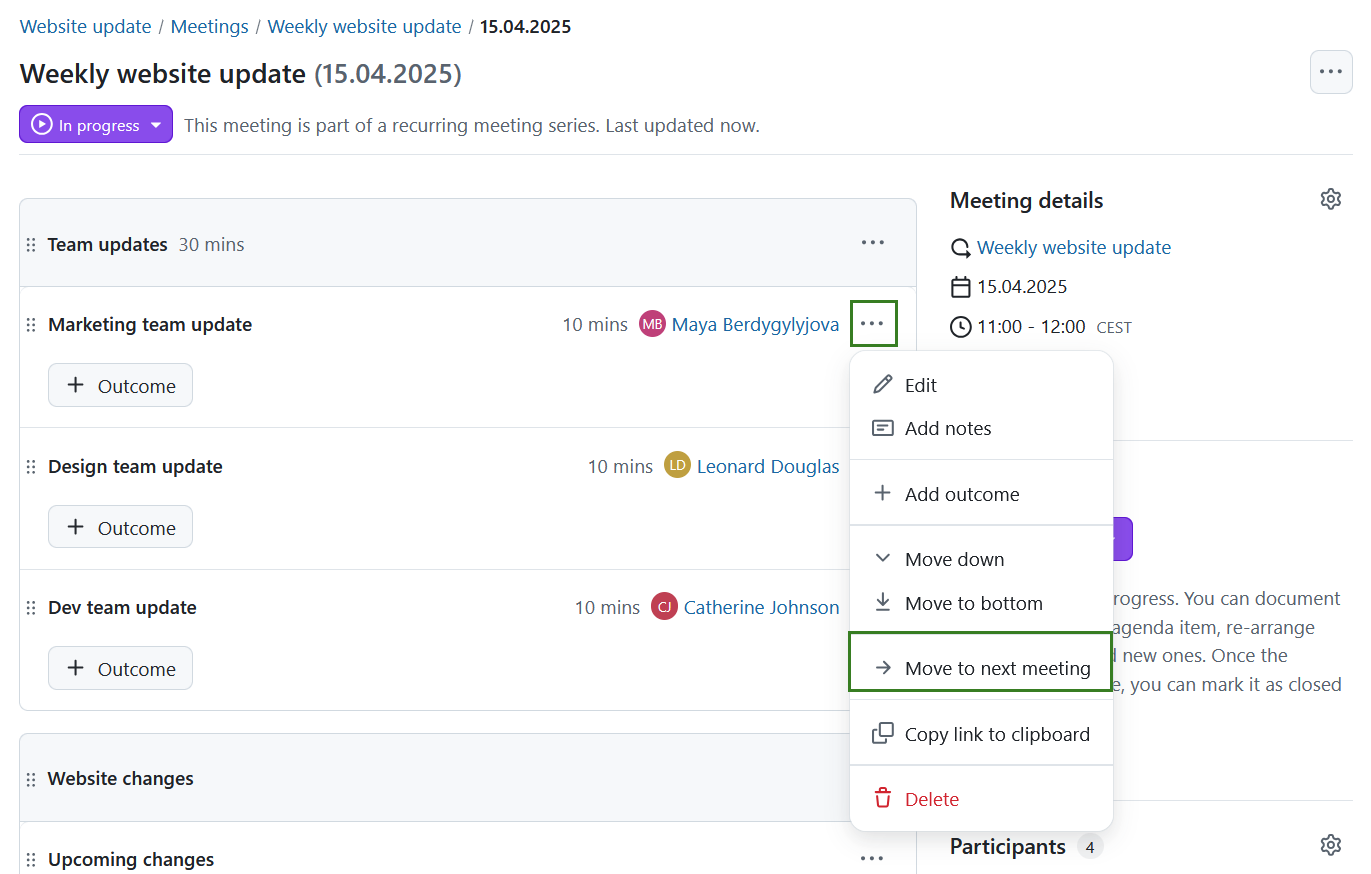 Website update / Meetings / Weekly website update / 15.04.2025
Weekly website update (15.04.2025)
In progress This meeting is part of a recurring meeting series. Last updated now.
Team updates 30 mins
Marketing team update 10 mins MB Maya Berdygylyjova
+ Outcome
Design team update 10 mins LD Leonard Douglas
+ Outcome
Dev team update 10 mins CJ Catherine Johnson
+ Outcome
Website changes
Upcoming changes
Edit
Add notes
Add outcome
Move down
Move to bottom
Move to next meeting
Copy link to clipboard
Delete
Meeting details
Weekly website update
15.04.2025
11:00 - 12:00 CEST
rogress. You can document
agenda item, re-arrange
new ones. Once the
, you can mark it as closed
Participants 4